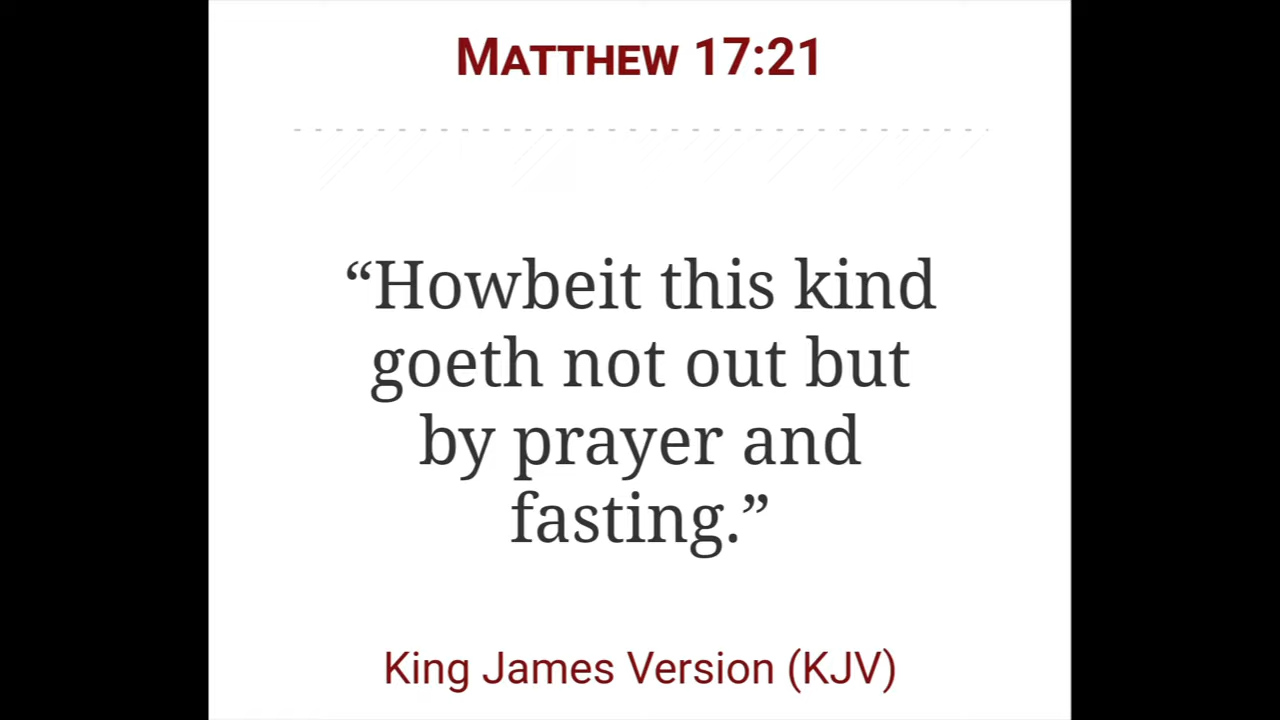 MATTHEW 17:21
“Howbeit this kind
goeth not out but
by prayer and
fasting.”
King James Version (KJV)